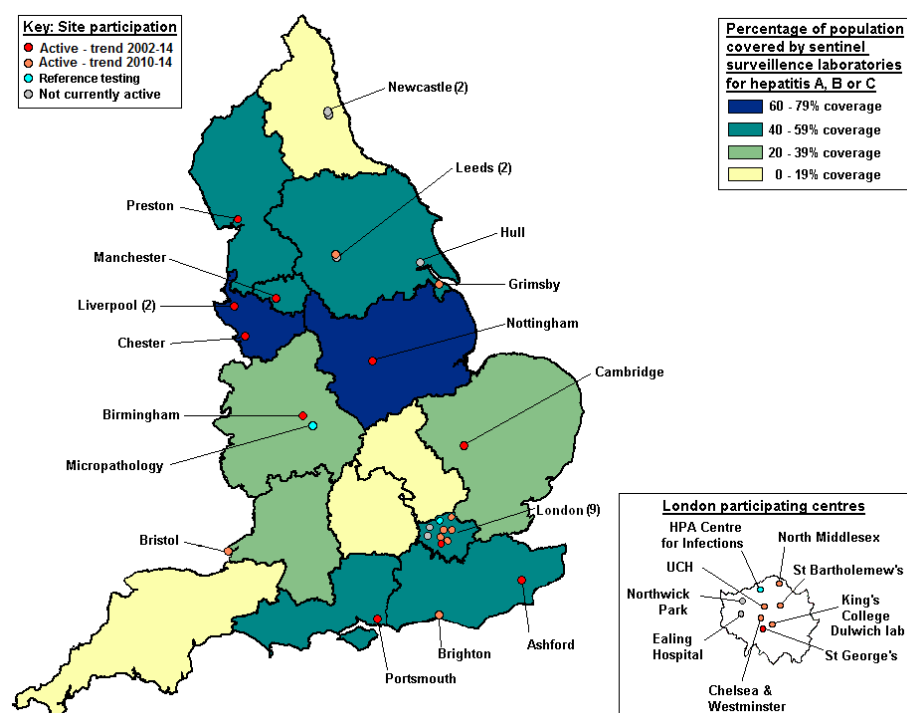 Key: Site participation
Active - trend 2002-14
Active - trend 2010-14
Reference testing
Not currently active
Percentage of population
covered by sentinel
surveillence laboratories
for hepatitis A, B or C
60 - 79% coverage
40 - 59% coverage
20 - 39% coverage
0 - 19% coverage
Newcastle (2)
Leeds (2)
Preston
Hull
Manchester
Grimsby
Liverpool (2)
Nottingham
Chester
Cambridge
Birmingham
Micropathology
London (9)
Bristol
Ashford
Brighton
Portsmouth
London participating centres
HPA Centre
for Infections
North Middlesex
UCH
St Bartholemew's
Northwick
Park
King's
College
Dulwich lab
Ealing
Hospital
St George's
Chelsea &
Westminster